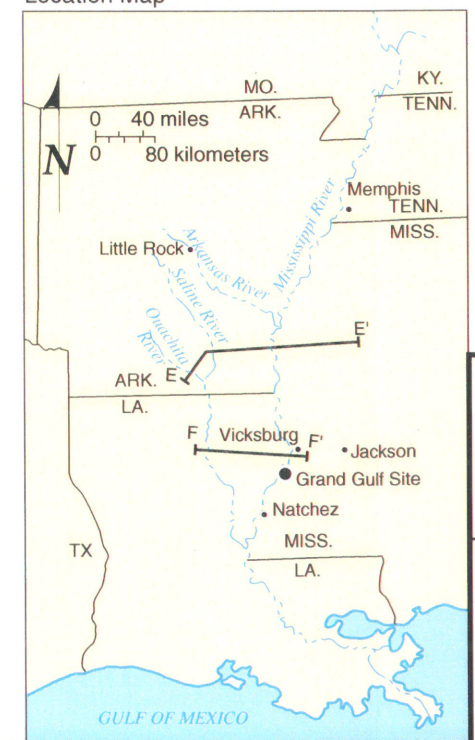 Location Map
MO.
KY.
ARK.
TENN.
0 40 miles
0 80 kilometers
N
Memphis
TENN.
MISS.
Mississippi River
Little Rock
Arkansas River
Saline River
Ouachita
River
E
E'
ARK.
LA.
F
Vicksburg
F'
Jackson
Grand Gulf Site
Natchez
MISS.
LA.
TX
GULF OF MEXICO